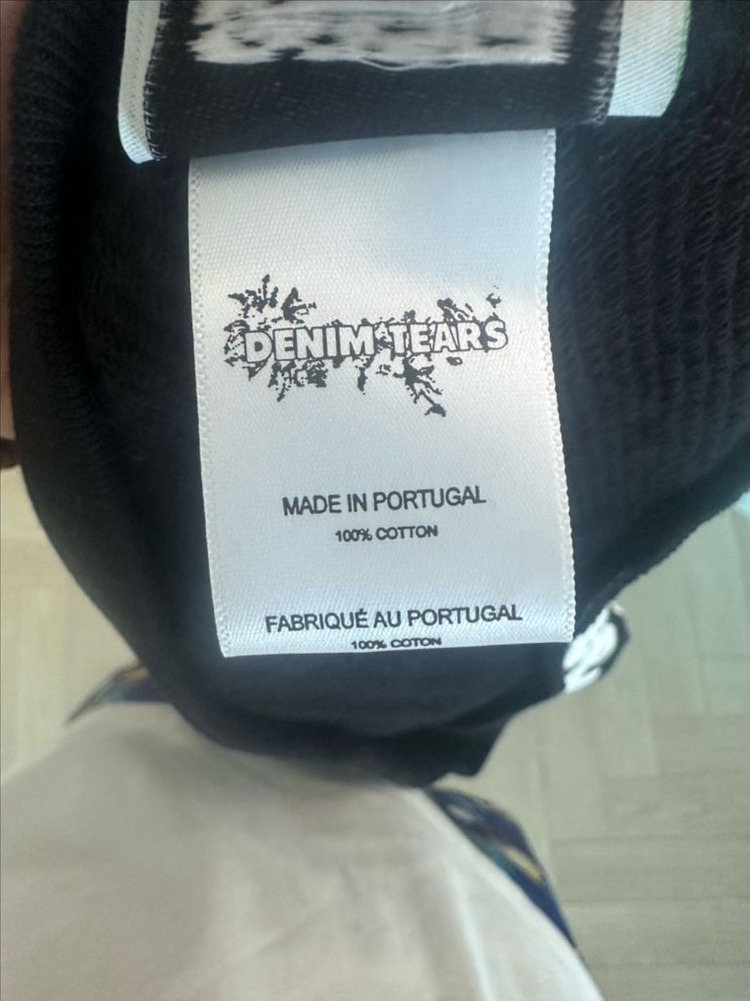 DENIM TEARS
MADE IN PORTUGAL
100% COTTON
FABRIQUÉ AU PORTUGAL
100% COTON